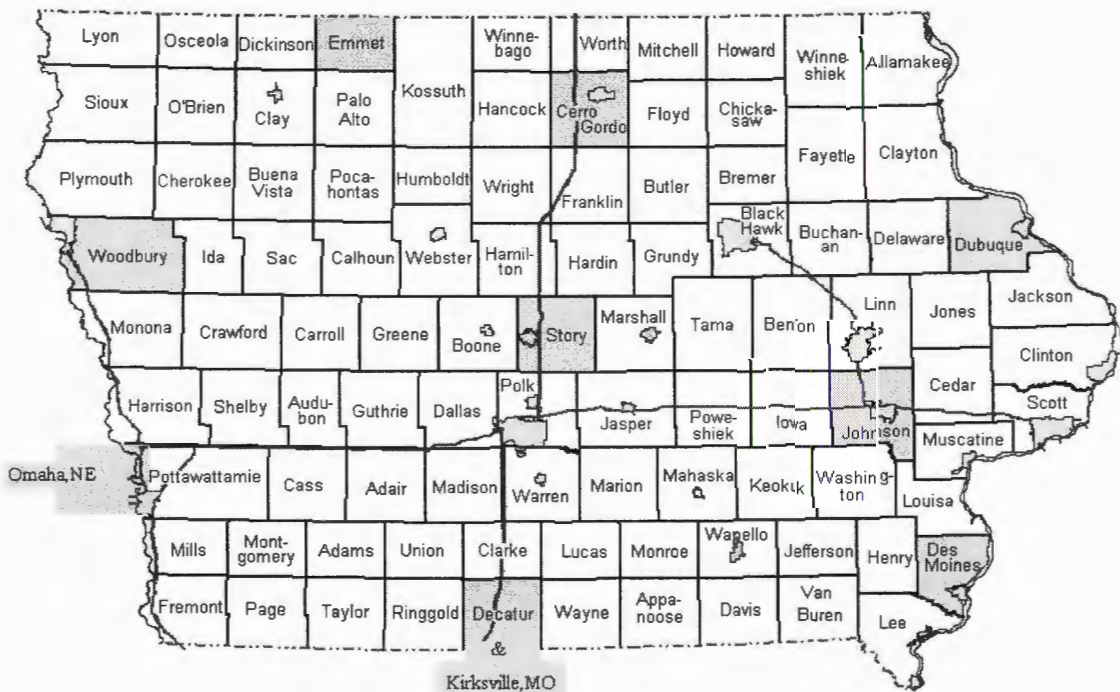 Lyon
Osceola
Dickinson
Emmet
Winne-
bago
Worth
Mitchell
Howard
Winne-
shiek
Allamakee
Sioux
O'Brien
Clay
Palo
Alto
Kossuth
Hancock
Cerro
Gordo
Floyd
Chicka-
saw
Fayette
Clayton
Plymouth
Cherokee
Buena
Vista
Poca-
hontas
Humboldt
Wright
Franklin
Butler
Bremer
Black
Hawk
Woodbury
Ida
Sac
Calhoun
Webster
Hamil-
ton
Hardin
Grundy
Buchan-
an
Delaware
Dubuque
Monona
Crawford
Carroll
Greene
Boone
Story
Marshall
Tama
Benton
Linn
Jones
Jackson
Clinton
Harrison
Shelby
Audu-
bon
Guthrie
Dallas
Polk
Jasper
Powe-
shiek
Iowa
Johnson
Cedar
Scott
Muscatine
Omaha,NE
Pottawattamie
Cass
Adair
Madison
Warren
Marion
Mahaska
Keokuk
Washing-
ton
Louisa
Mills
Mont-
gomery
Adams
Union
Clarke
Lucas
Monroe
Wapello
Jefferson
Henry
Des
Moines
Fremont
Page
Taylor
Ringgold
Decatur
Wayne
Appa-
noose
Davis
Van
Buren
Lee
&
Kirksville,MO